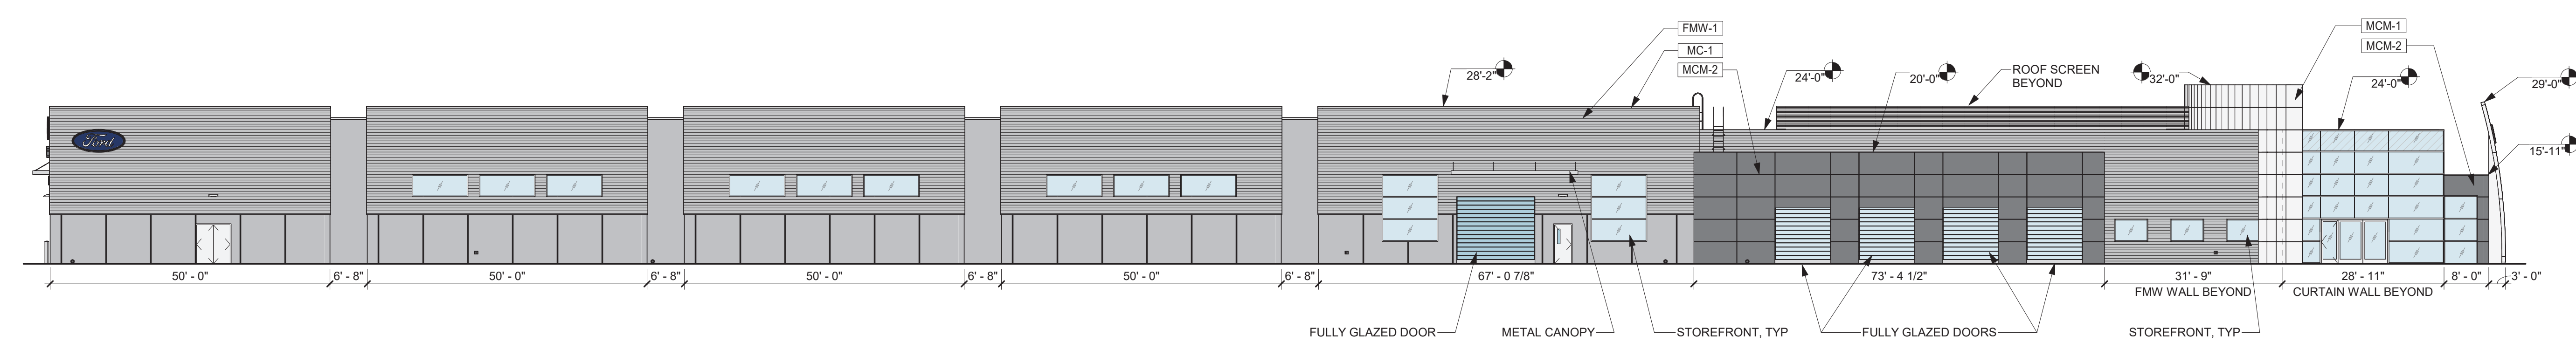 FMW-1
MC-1
MCM-2
28'-2"
24'-0"
20'-0"
ROOF SCREEN
BEYOND
32'-0"
MCM-1
MCM-2
24'-0"
29'-0"
15'-11"
Ford
50' - 0"
6' - 8"
50' - 0"
6' - 8"
50' - 0"
6' - 8"
50' - 0"
6' - 8"
67' - 0 7/8"
73' - 4 1/2"
31' - 9"
28' - 11"
8' - 0"
3' - 0"
FMW WALL BEYOND
CURTAIN WALL BEYOND
FULLY GLAZED DOOR
METAL CANOPY
STOREFRONT, TYP
FULLY GLAZED DOORS
STOREFRONT, TYP